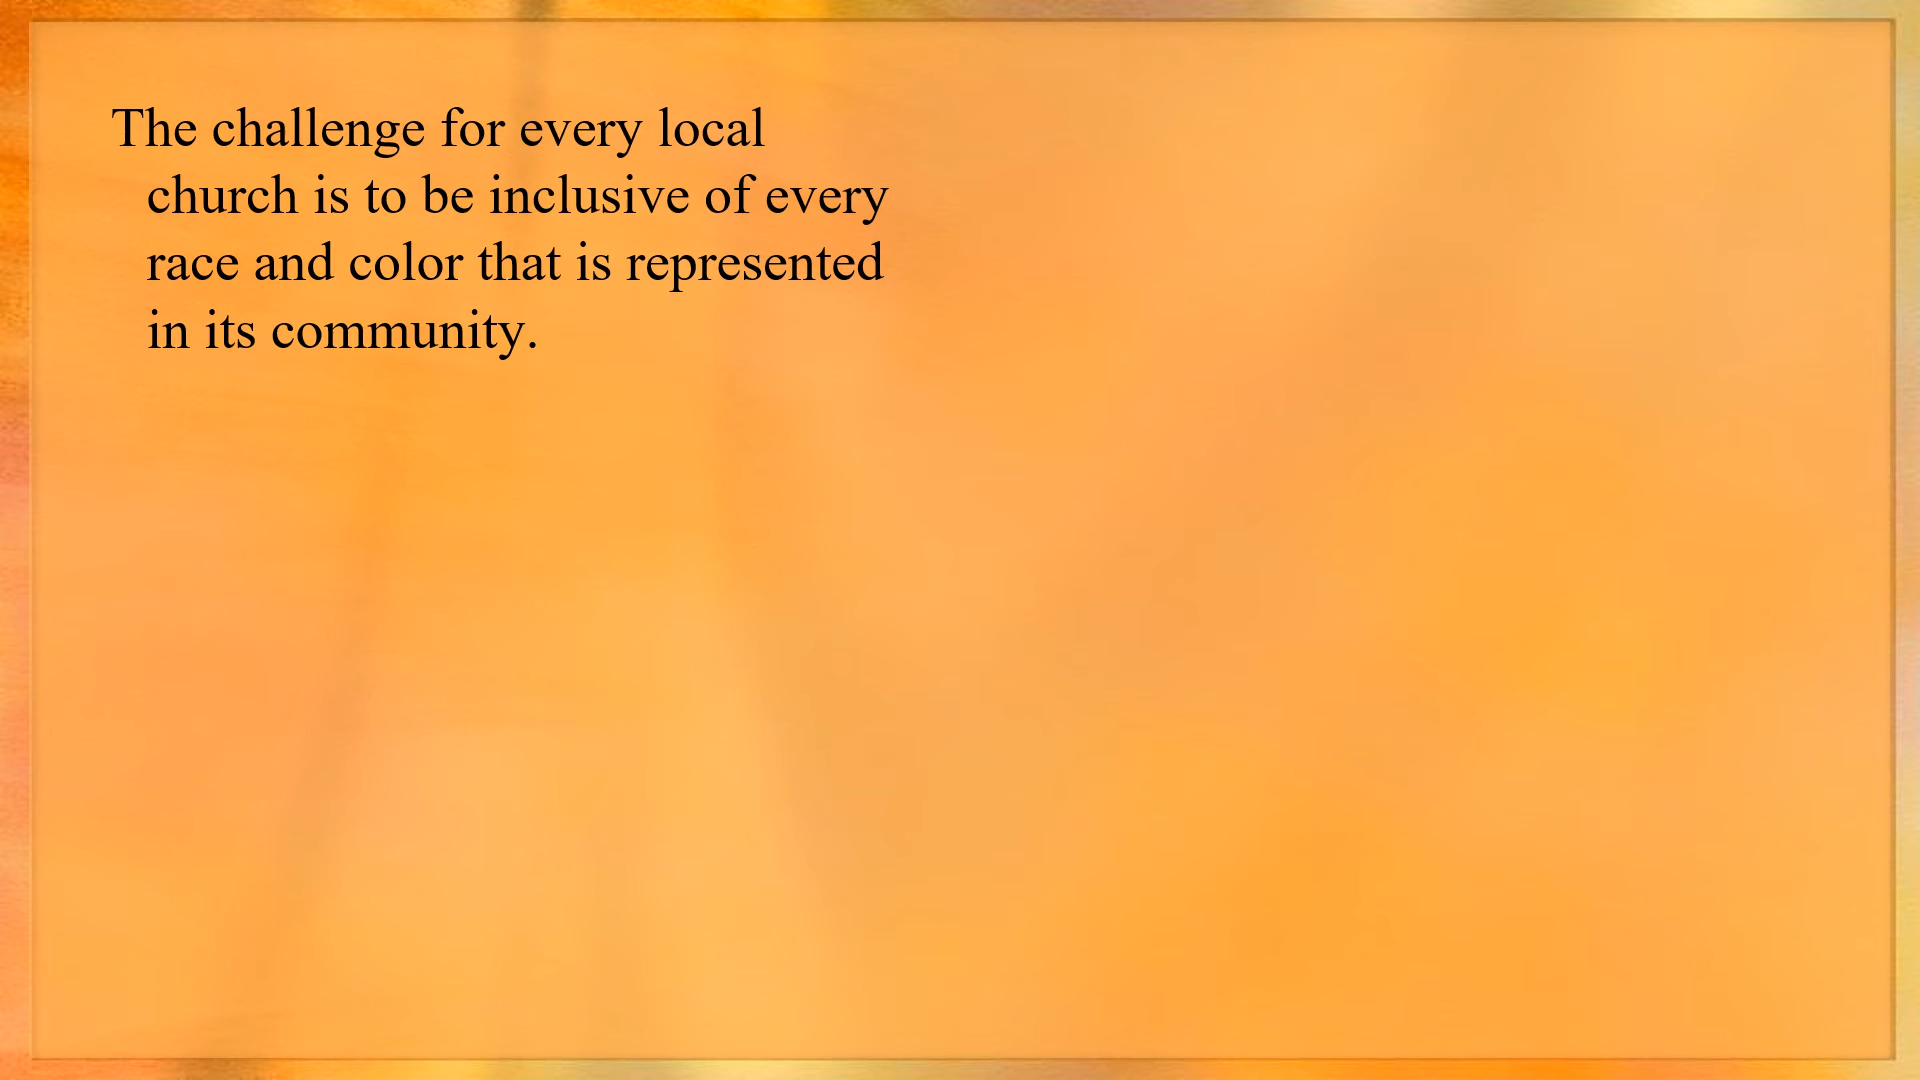 The challenge for every local
church is to be inclusive of every
race and color that is represented
in its community.